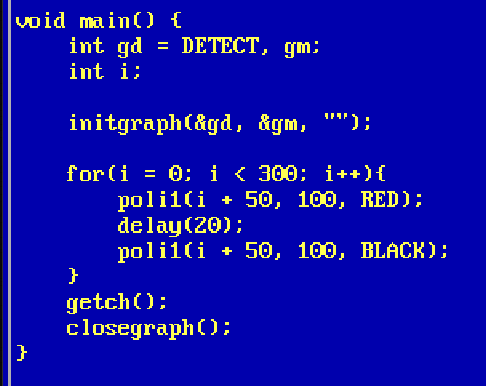 void main() {
    int gd = DETECT, gm;
    int i;

    initgraph(&gd, &gm, "");

    for(i = 0; i < 300; i++){
        poli1(i + 50, 100, RED);
        delay(20);
        poli1(i + 50, 100, BLACK);
    }
    getch();
    closegraph();
}